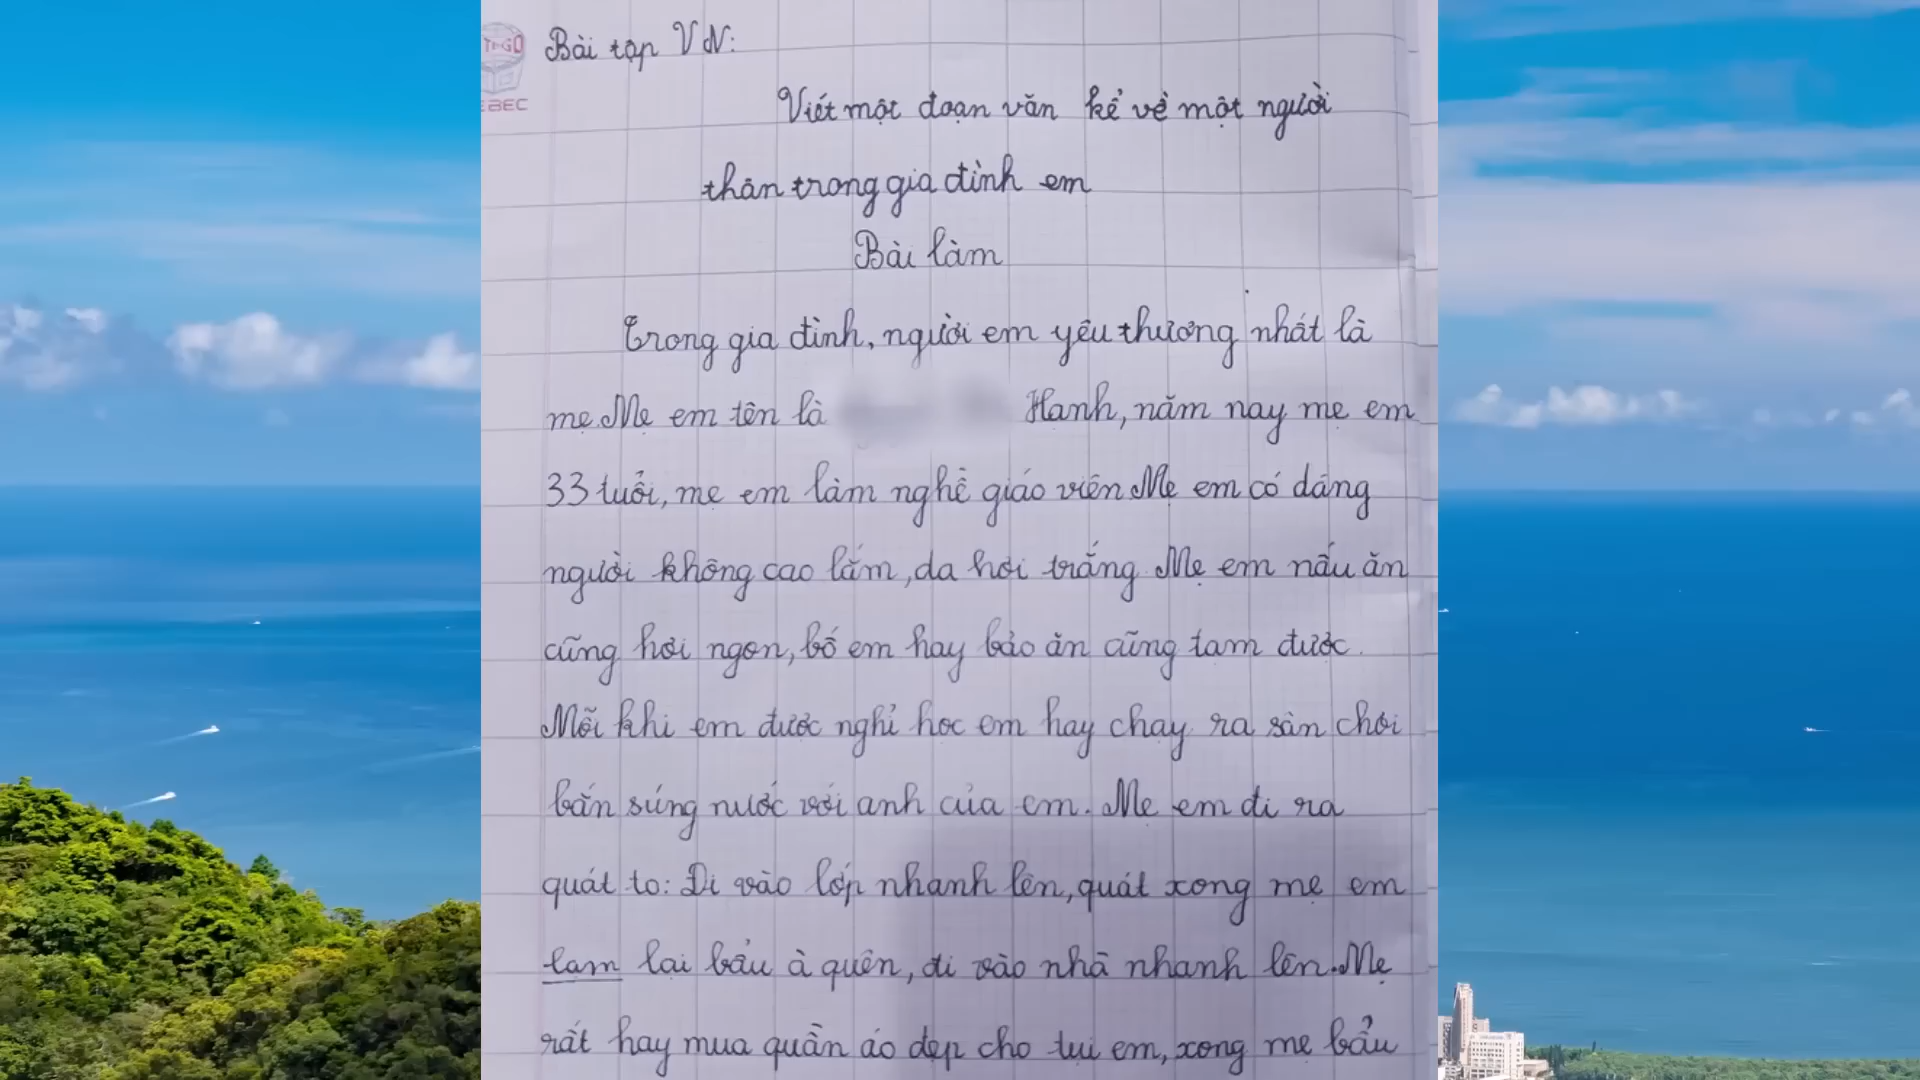 TI-GO
EBEC
Bài tập VN:
Viết một đoạn văn kể về một người
thân trong gia đình em
Bài làm
Trong gia đình, người em yêu thương nhất là
mẹ. Mẹ em tên là Hạnh, năm nay mẹ em
33 tuổi, mẹ em làm nghề giáo viên Mẹ em có dáng
người không cao lắm, da hơi trắng. Mẹ em nấu ăn
cũng hơi ngon, bố em hay bảo ăn cũng tạm được.
Mỗi khi em được nghỉ học em hay chạy ra sân chơi
bắn súng nước với anh của em. Mẹ em đi ra
quát to: Đi vào lớp nhanh lên, quát xong mẹ em
lại bẩu à quên, đi vào nhà nhanh lên. Mẹ
rất hay mua quần áo đẹp cho tụi em, xong mẹ bẩu